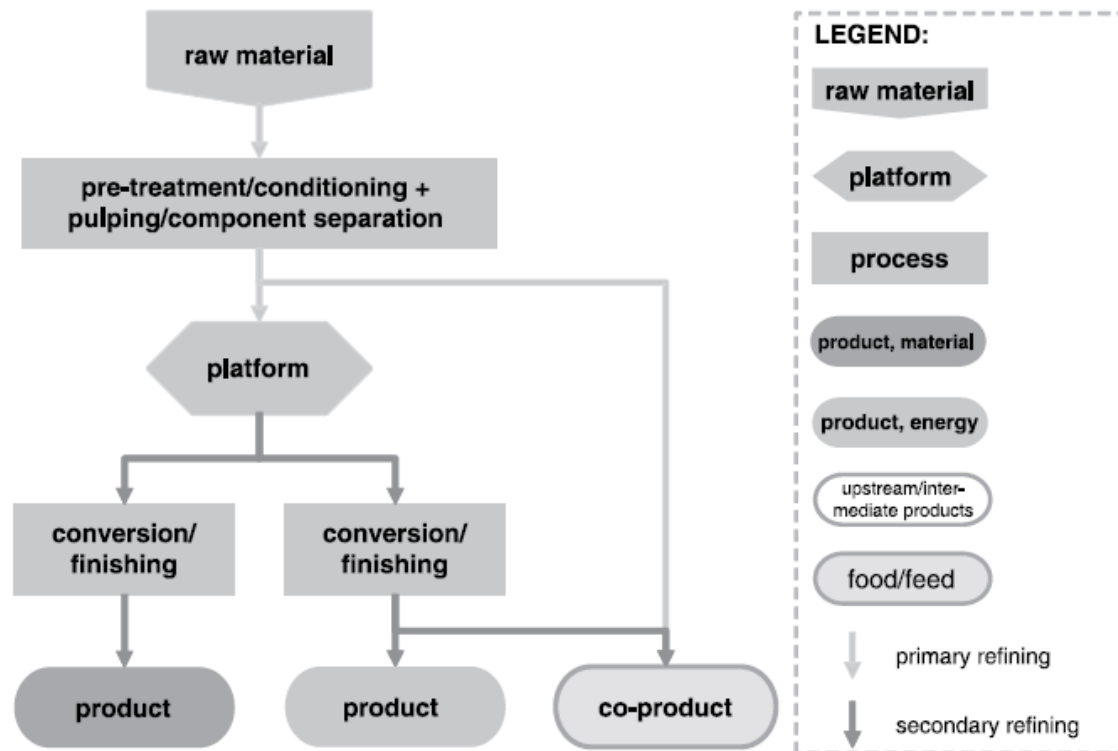 raw material
pre-treatment/conditioning +
pulping/component separation
platform
conversion/
finishing
conversion/
finishing
product
product
co-product
LEGEND:
raw material
platform
process
product, material
product, energy
upstream/inter-
mediate products
food/feed
primary refining
secondary refining